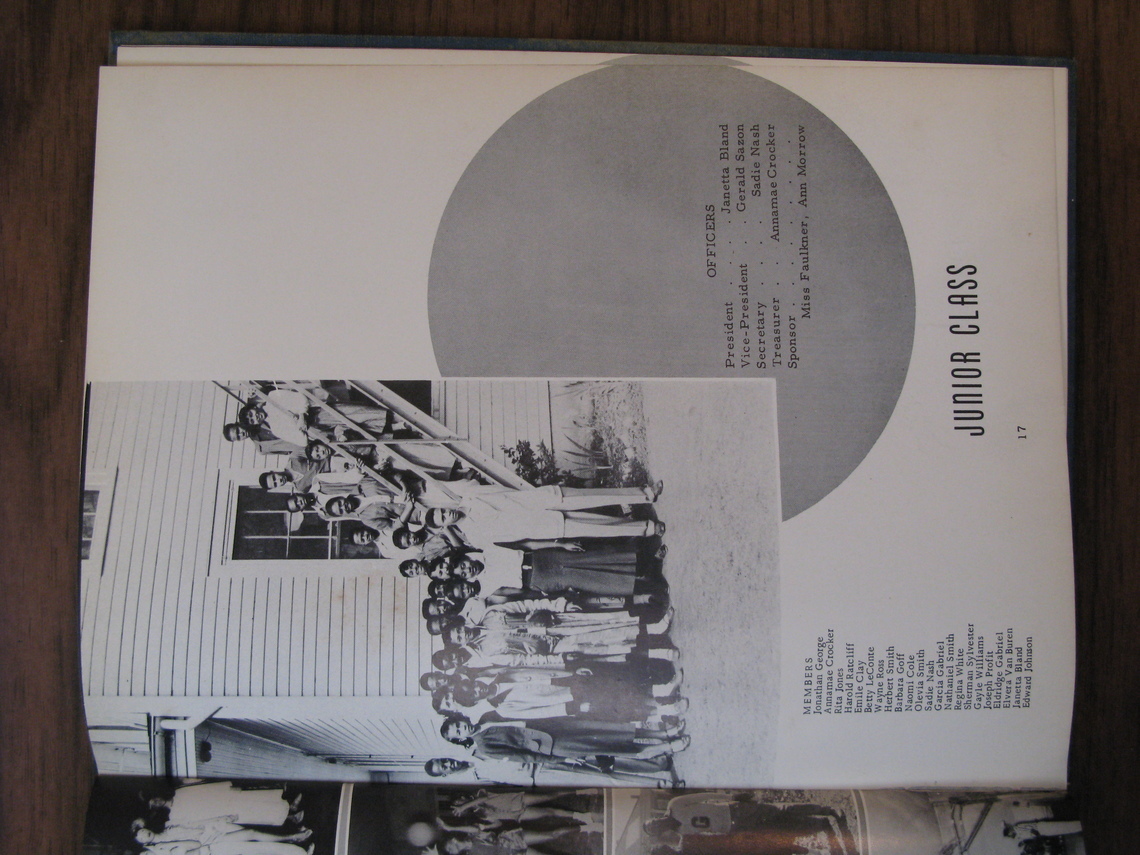 G
OFFICERS
President . . . . Janetta Bland
Vice-President . . Gerald Sazon
Secretary . . . Sadie Nash
Treasurer . . Annamae Crocker
Sponsor . . . . . . . . .
Miss Faulkner, Ann Morrow
MEMBERS
Jonathan George
Annamae Crocker
Rita Jones
Harold Ratcliff
Emile Clay
Betty LeConte
Wayne Ross
Herbert Smith
Barbara Goff
Naomi Cole
Olevia Smith
Sadie Nash
Garcia Gabriel
Nathaniel Smith
Regina White
Sherman Sylvester
Gayle Williams
Joseph Profit
Eldridge Gabriel
Elvera Van Buren
Janetta Bland
Edward Johnson
JUNIOR CLASS
17